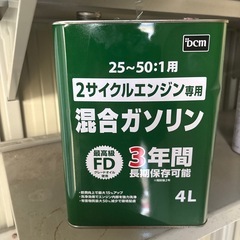 DCM
25～50:1用
2サイクルエンジン専用
混合ガソリン
最高級
FD
3年間
長期保存可能
4L